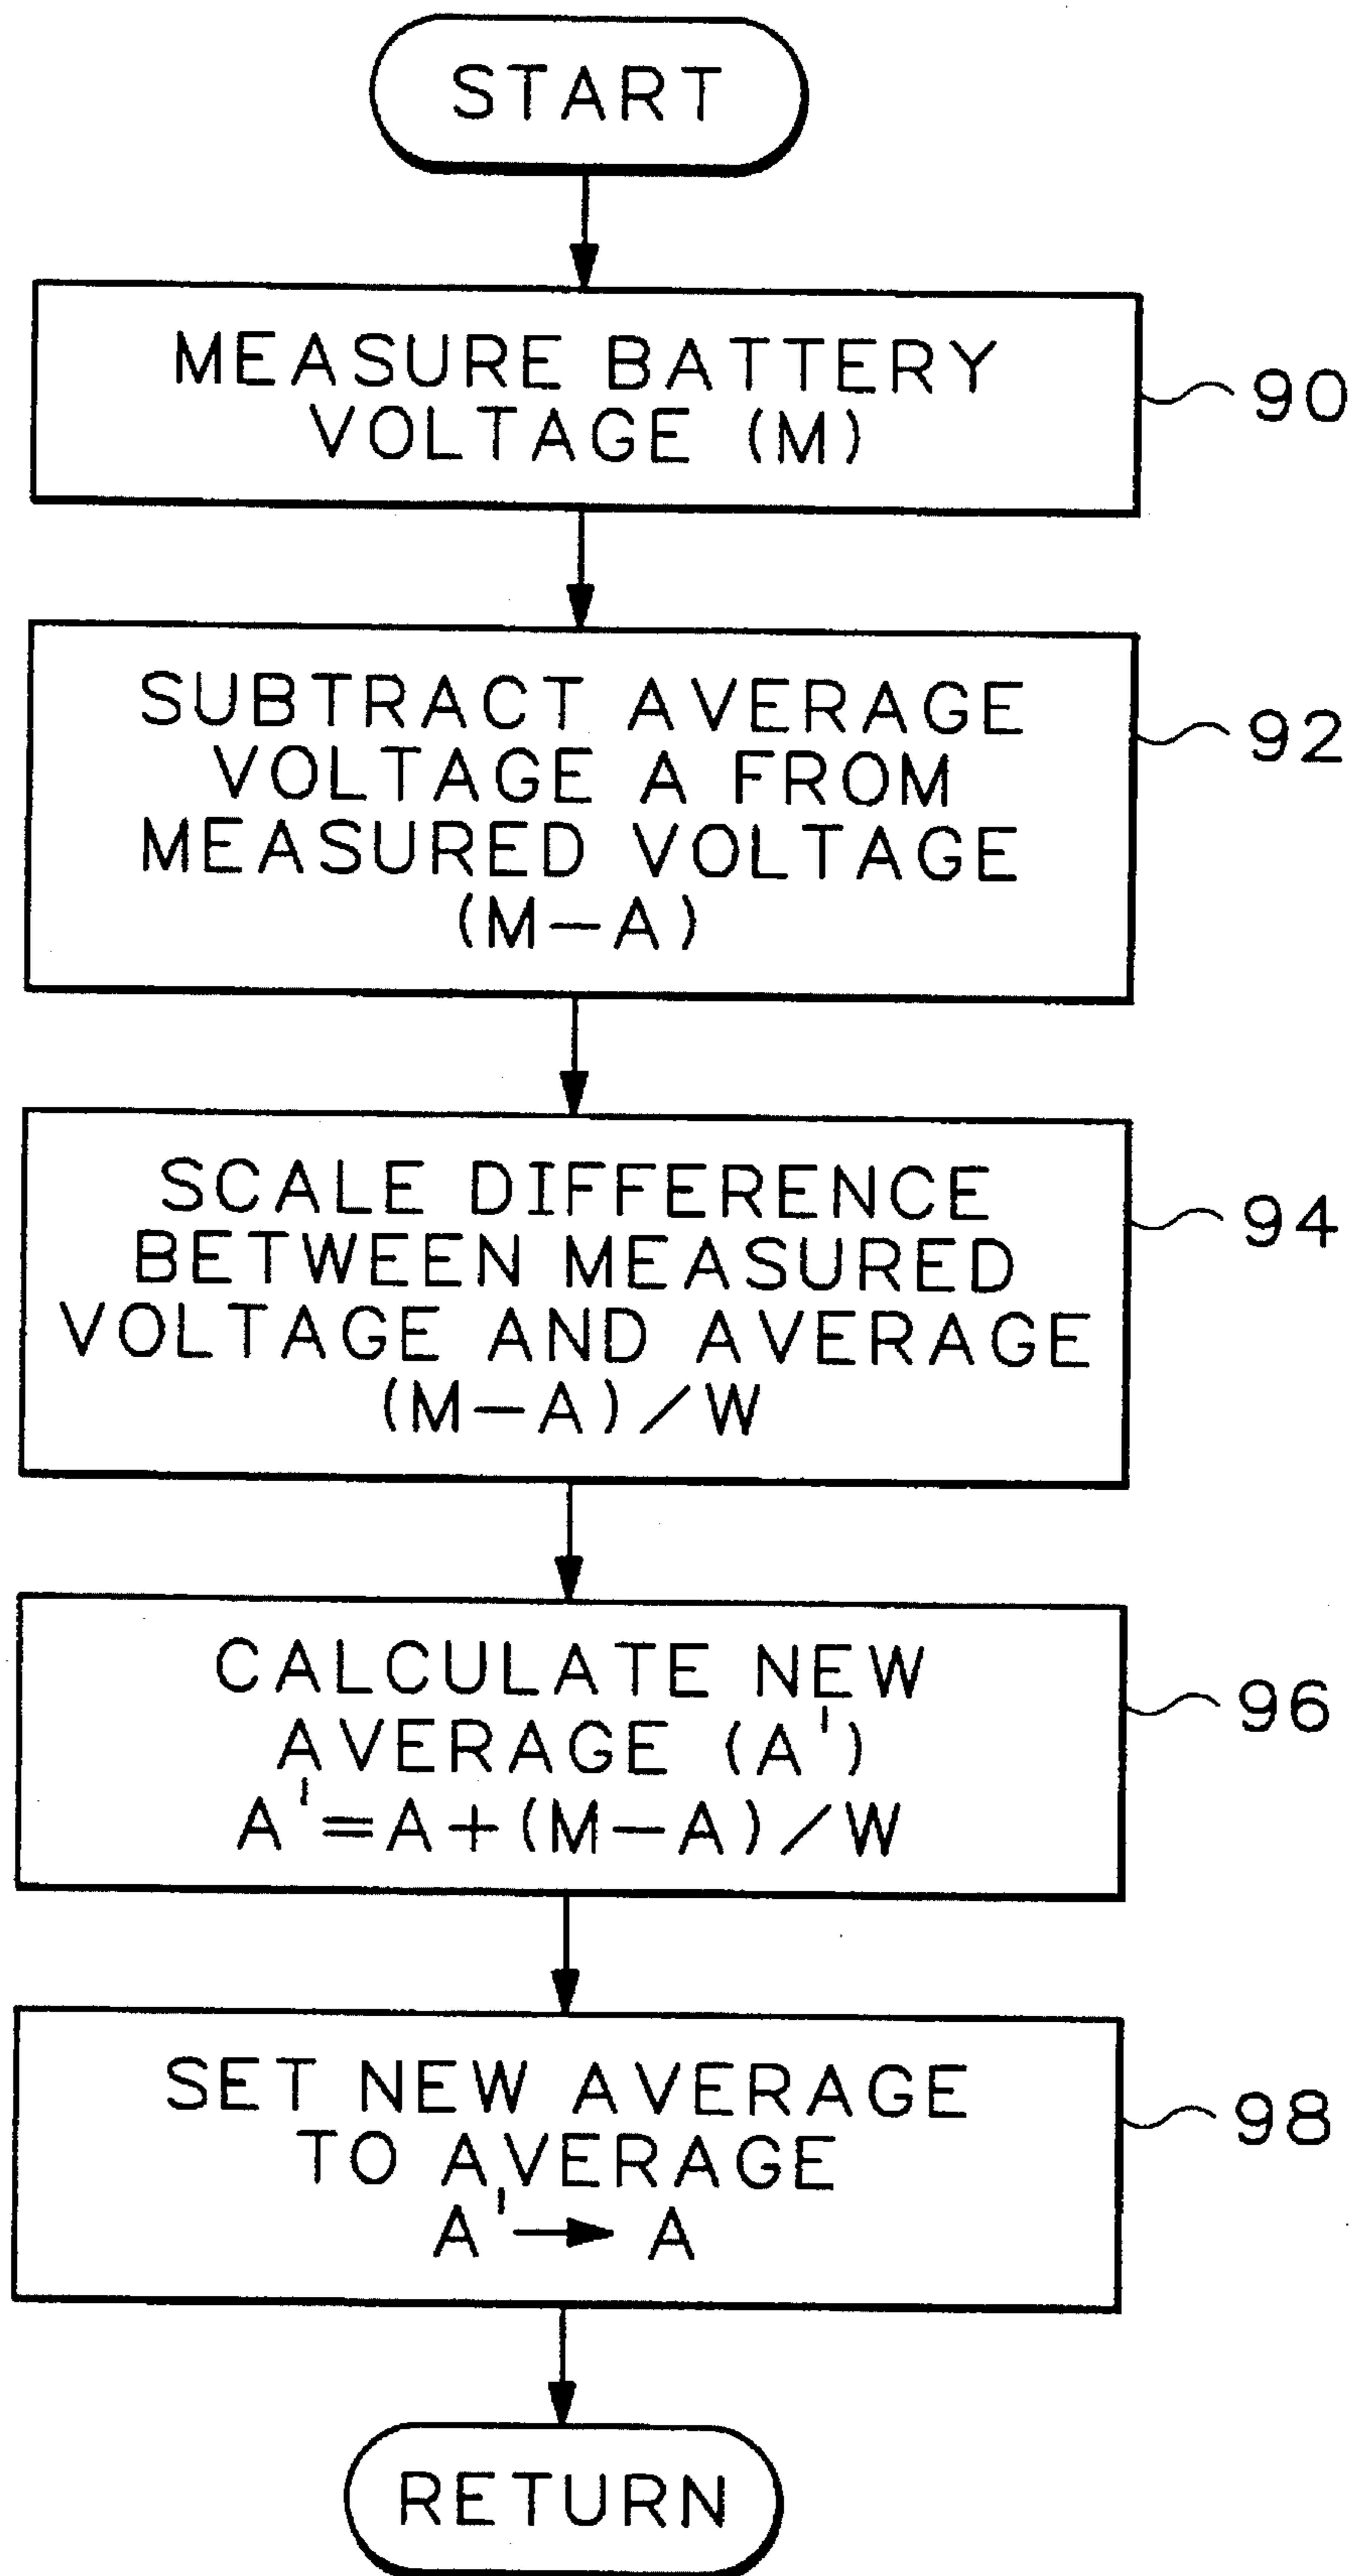 START
MEASURE BATTERY
VOLTAGE (M)
90
SUBTRACT AVERAGE
VOLTAGE A FROM
MEASURED VOLTAGE
(M-A)
92
SCALE DIFFERENCE
BETWEEN MEASURED
VOLTAGE AND AVERAGE
(M-A)/W
94
CALCULATE NEW
AVERAGE (A')
A'=A+(M-A)/W
96
SET NEW AVERAGE
TO AVERAGE
A'→ A
98
RETURN